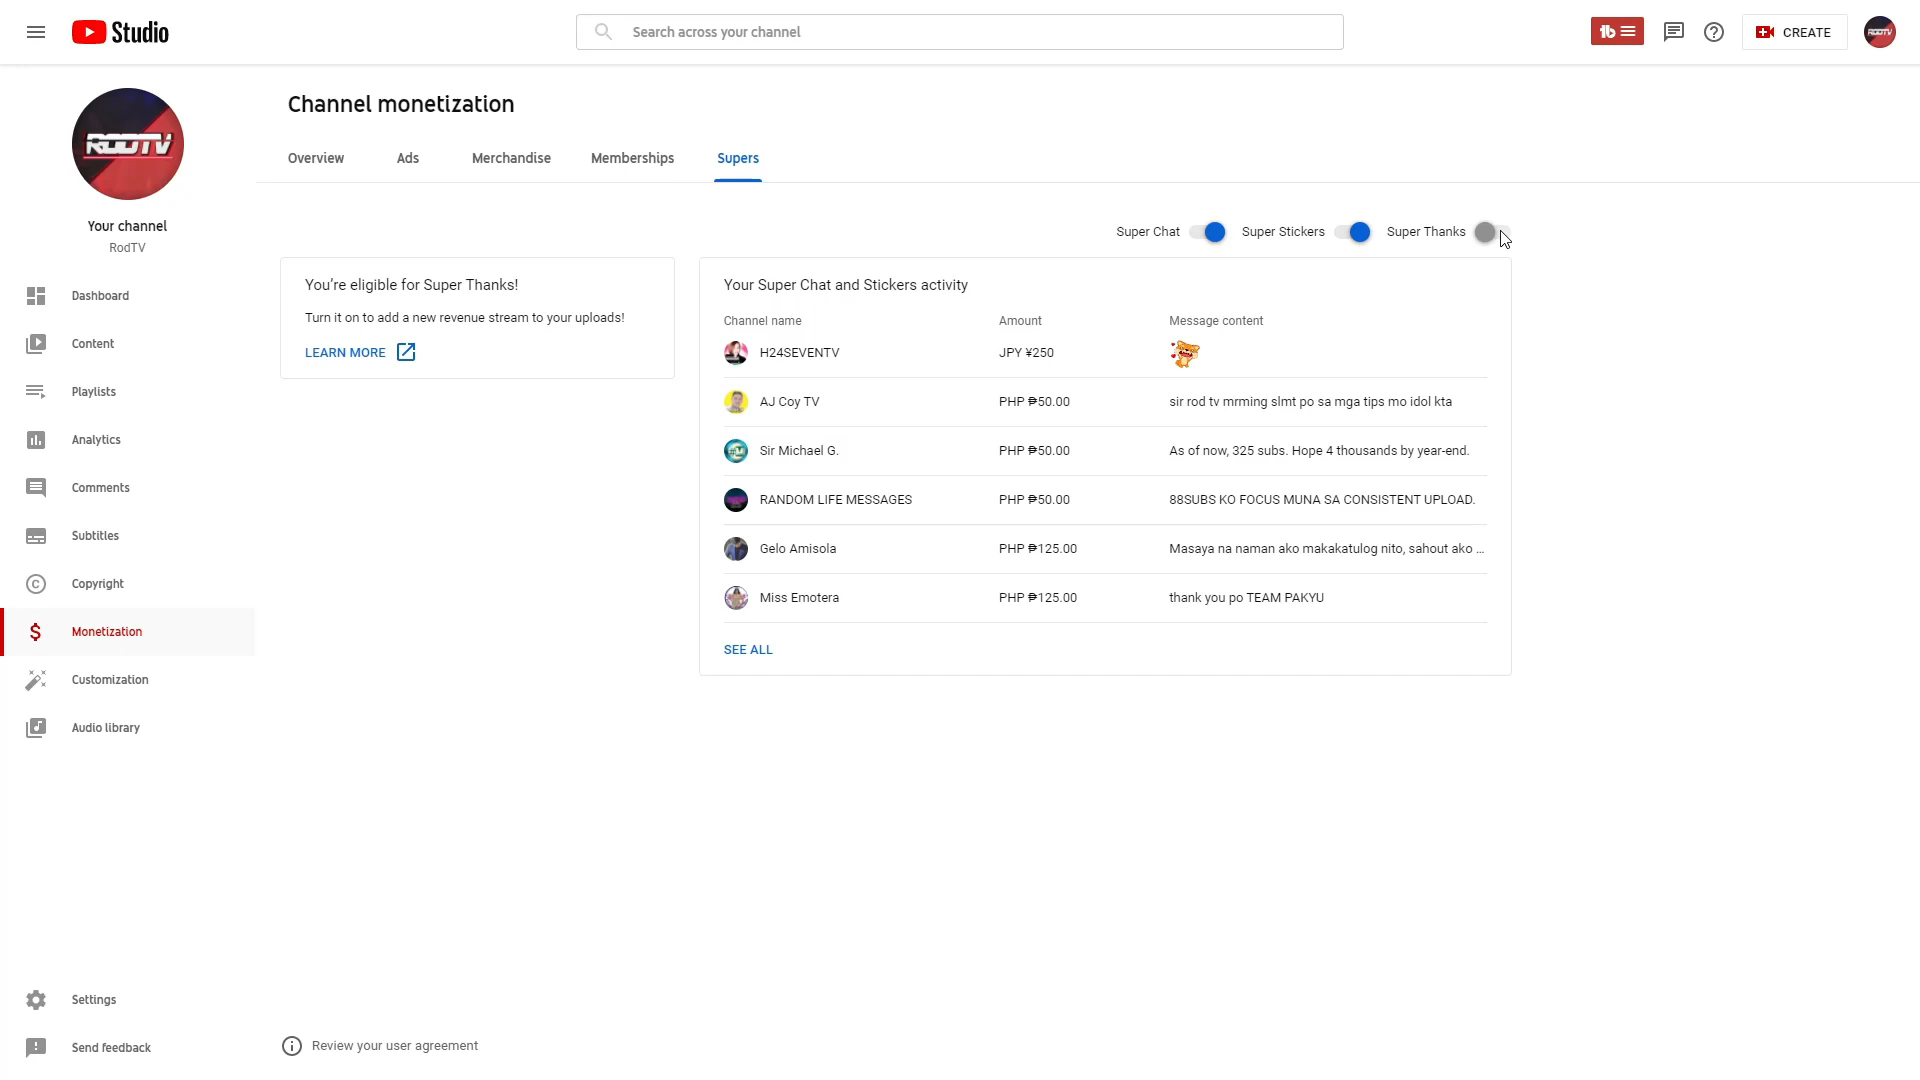 Studio
Search across your channel
CREATE
RODTV
Your channel
RodTV
Dashboard
Content
Playlists
Analytics
Comments
Subtitles
Copyright
Monetization
Customization
Audio library
Settings
Send feedback
Channel monetization
Overview Ads Merchandise Memberships Supers
Super Chat Super Stickers Super Thanks
You’re eligible for Super Thanks!
Turn it on to add a new revenue stream to your uploads!
LEARN MORE
Your Super Chat and Stickers activity
Channel name Amount Message content
H24SEVENTV JPY ¥250
AJ Coy TV PHP ₱50.00 sir rod tv mrming slmt po sa mga tips mo idol kta
Sir Michael G. PHP ₱50.00 As of now, 325 subs. Hope 4 thousands by year-end.
RANDOM LIFE MESSAGES PHP ₱50.00 88SUBS KO FOCUS MUNA SA CONSISTENT UPLOAD.
Gelo Amisola PHP ₱125.00 Masaya na naman ako makakatulog nito, sahout ako ...
Miss Emotera PHP ₱125.00 thank you po TEAM PAKYU
SEE ALL
Review your user agreement